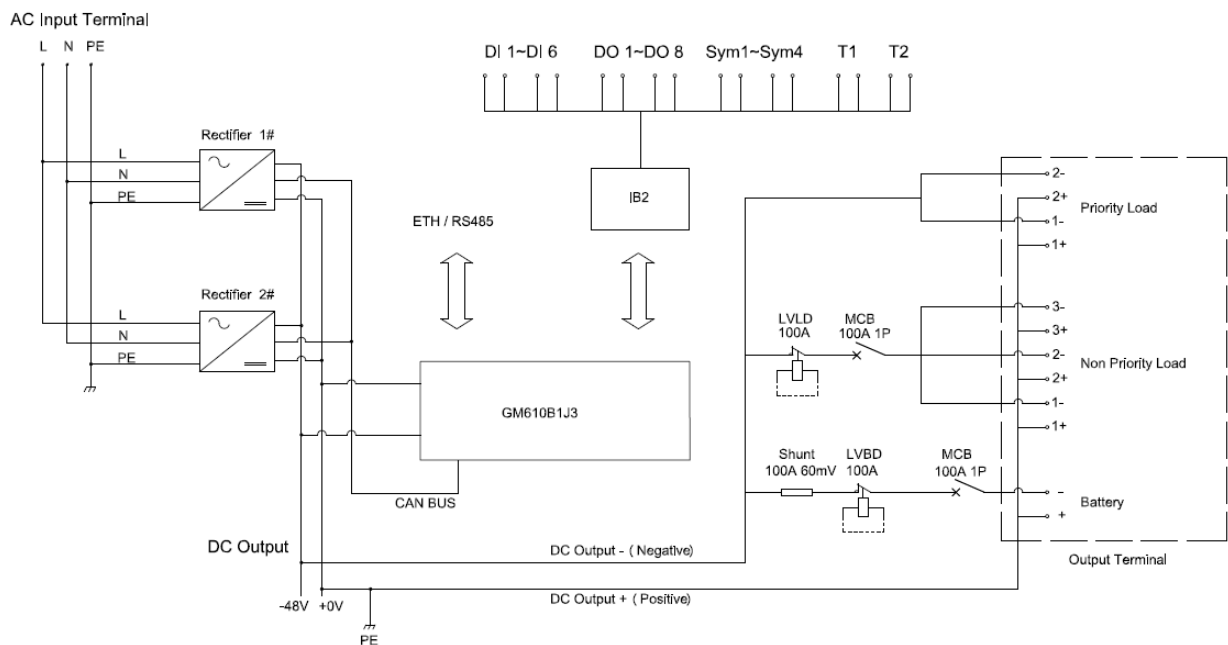 AC Input Terminal
L N PE
DI 1~DI 6 DO 1~DO 8 Sym1~Sym4 T1 T2
Rectifier 1#
L
N
PE
IB2
ETH / RS485
2-
2+
1-
1+
Priority Load
Rectifier 2#
L
N
PE
LVLD
100A
MCB
100A 1P
3-
3+
2-
2+
1-
1+
Non Priority Load
GM610B1J3
CAN BUS
Shunt
100A 60mV
LVBD
100A
MCB
100A 1P
-
+
Battery
Output Terminal
DC Output
DC Output - ( Negative)
DC Output + ( Positive)
-48V +0V
PE